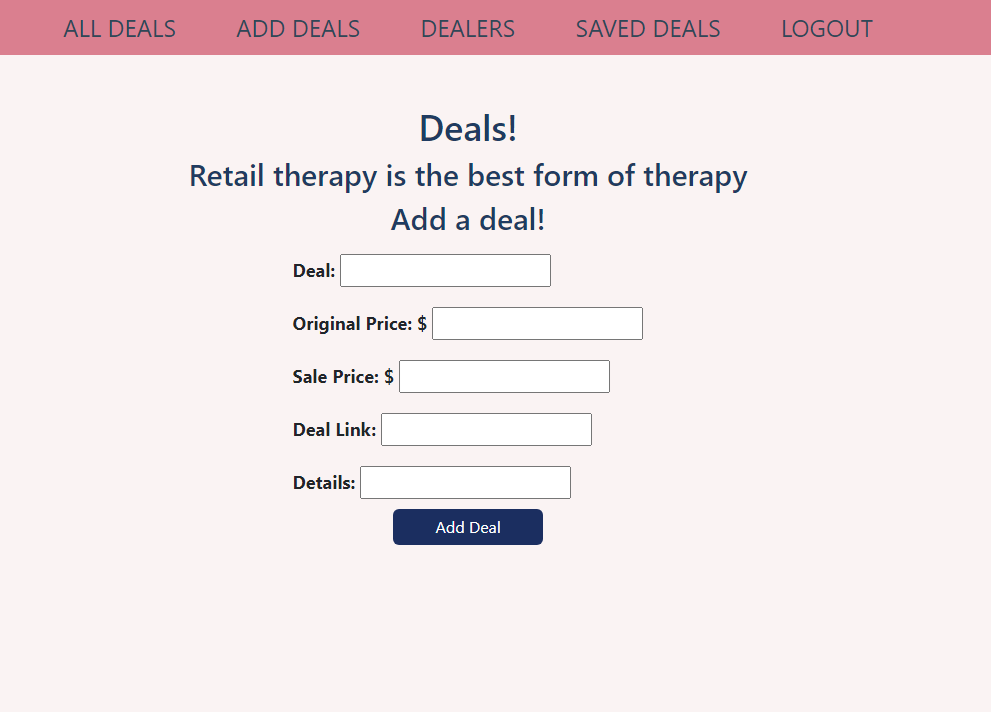 ALL DEALS ADD DEALS DEALERS SAVED DEALS LOGOUT
Deals!
Retail therapy is the best form of therapy
Add a deal!
Deal:
Original Price: $
Sale Price: $
Deal Link:
Details:
Add Deal